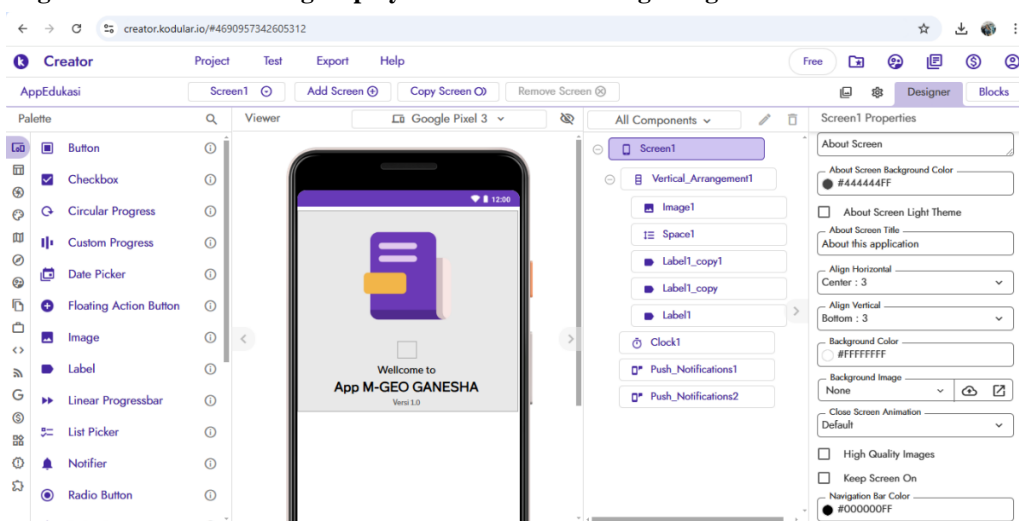 creator.kodular.io/#4690957342605312
Creator Project Test Export Help Free
AppEdukasi Screen1 Add Screen Copy Screen Remove Screen Designer Blocks
Palette Viewer Google Pixel 3 All Components Screen1 Properties
Button
Checkbox
Circular Progress
Custom Progress
Date Picker
Floating Action Button
Image
Label
Linear Progressbar
List Picker
Notifier
Radio Button
12:00
Wellcome to
App M-GEO GANESHA
Versi 1.0
Screen1
Vertical_Arrangement1
Image1
Space1
Label1_copy1
Label1_copy
Label1
Clock1
Push_Notifications1
Push_Notifications2
About Screen
About Screen Background Color
#444444FF
About Screen Light Theme
About Screen Title
About this application
Align Horizontal
Center : 3
Align Vertical
Bottom : 3
Background Color
#FFFFFFFF
Background Image
None
Close Screen Animation
Default
High Quality Images
Keep Screen On
Navigation Bar Color
#000000FF